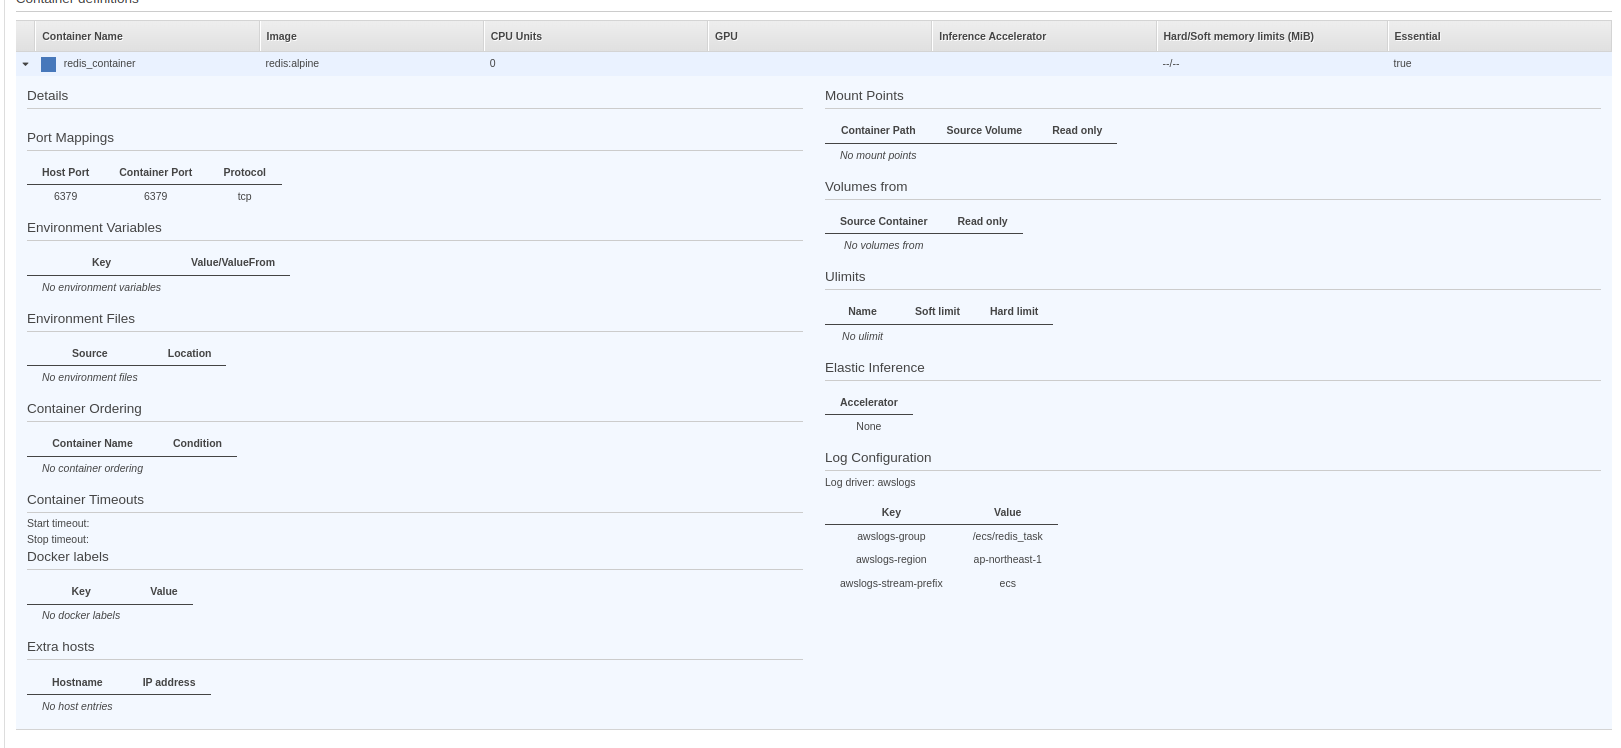 Container definitions
Container Name Image CPU Units GPU Inference Accelerator Hard/Soft memory limits (MiB) Essential
redis_container redis:alpine 0 --/-- true
Details
Port Mappings
Host Port Container Port Protocol
6379 6379 tcp
Environment Variables
Key Value/ValueFrom
No environment variables
Environment Files
Source Location
No environment files
Container Ordering
Container Name Condition
No container ordering
Container Timeouts
Start timeout:
Stop timeout:
Docker labels
Key Value
No docker labels
Extra hosts
Hostname IP address
No host entries
Mount Points
Container Path Source Volume Read only
No mount points
Volumes from
Source Container Read only
No volumes from
Ulimits
Name Soft limit Hard limit
No ulimit
Elastic Inference
Accelerator
None
Log Configuration
Log driver: awslogs
Key Value
awslogs-group /ecs/redis_task
awslogs-region ap-northeast-1
awslogs-stream-prefix ecs